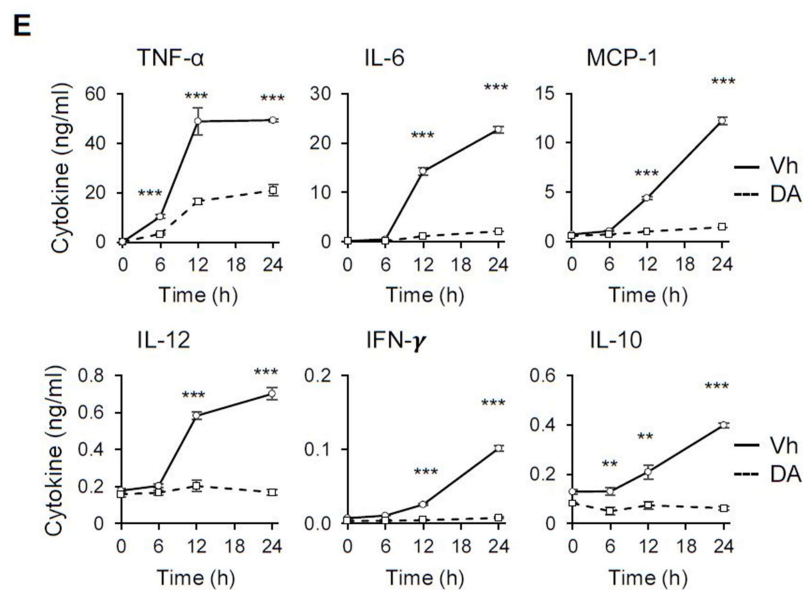 E
TNF-α IL-6 MCP-1
Cytokine (ng/ml)
60
40
20
0
***
***
***
0 6 12 18 24
Time (h)
30
20
10
0
***
***
0 6 12 18 24
Time (h)
15
10
5
0
***
***
0 6 12 18 24
Time (h)
Vh
DA
IL-12 IFN-γ IL-10
Cytokine (ng/ml)
0.8
0.6
0.4
0.2
0
***
***
0 6 12 18 24
Time (h)
0.2
0.1
0.0
***
***
0 6 12 18 24
Time (h)
0.6
0.4
0.2
0
**
**
***
0 6 12 18 24
Time (h)
Vh
DA